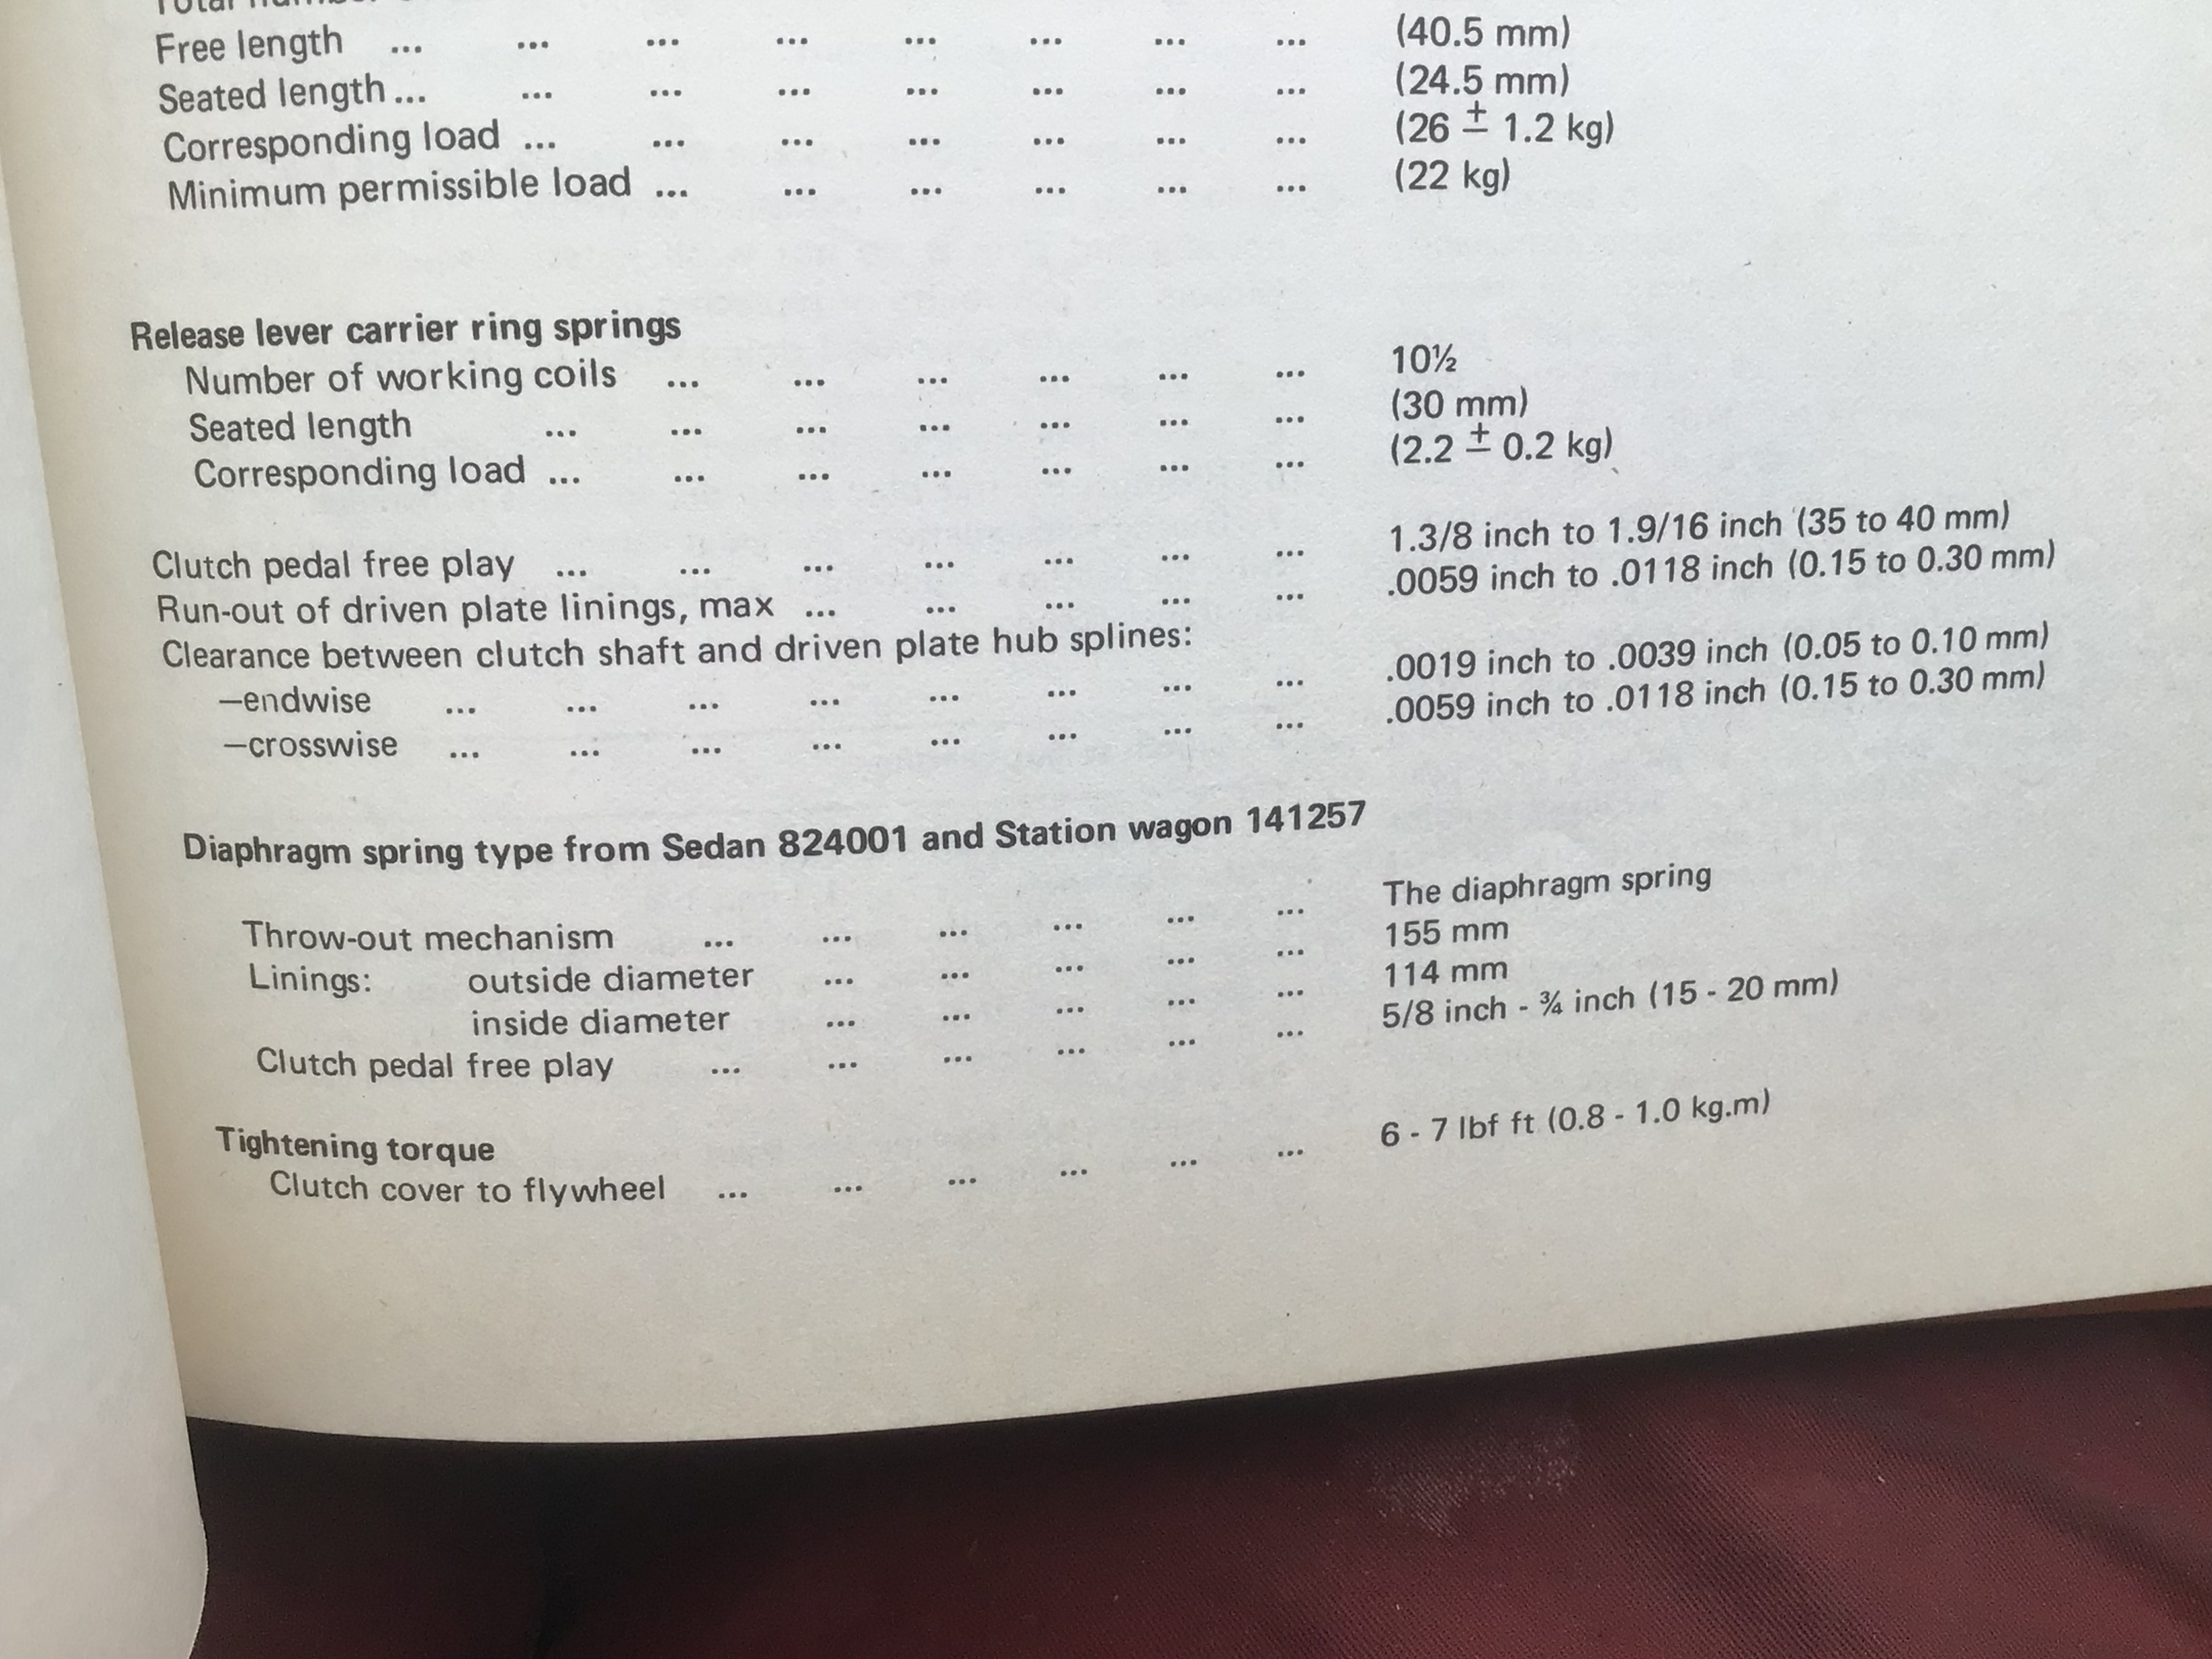 Free length ... ... ... ... ... ... ... ... (40.5 mm)
Seated length ... ... ... ... ... ... ... ... (24.5 mm)
Corresponding load ... ... ... ... ... ... ... (26 ± 1.2 kg)
Minimum permissible load ... ... ... ... ... ... (22 kg)
Release lever carrier ring springs
Number of working coils ... ... ... ... ... ... 10½
Seated length ... ... ... ... ... ... ... (30 mm)
Corresponding load ... ... ... ... ... ... ... (2.2 ± 0.2 kg)
Clutch pedal free play ... ... ... ... ... ... ... 1.3/8 inch to 1.9/16 inch (35 to 40 mm)
Run-out of driven plate linings, max ... ... ... ... ... .0059 inch to .0118 inch (0.15 to 0.30 mm)
Clearance between clutch shaft and driven plate hub splines:
—endwise ... ... ... ... ... ... ... ... .0019 inch to .0039 inch (0.05 to 0.10 mm)
—crosswise ... ... ... ... ... ... ... ... .0059 inch to .0118 inch (0.15 to 0.30 mm)
Diaphragm spring type from Sedan 824001 and Station wagon 141257
Throw-out mechanism ... ... ... ... ... ... The diaphragm spring
Linings: outside diameter ... ... ... ... ... 155 mm
inside diameter ... ... ... ... ... 114 mm
Clutch pedal free play ... ... ... ... ... ... 5/8 inch - ¾ inch (15 - 20 mm)
Tightening torque
Clutch cover to flywheel ... ... ... ... ... ... 6 - 7 lbf ft (0.8 - 1.0 kg.m)